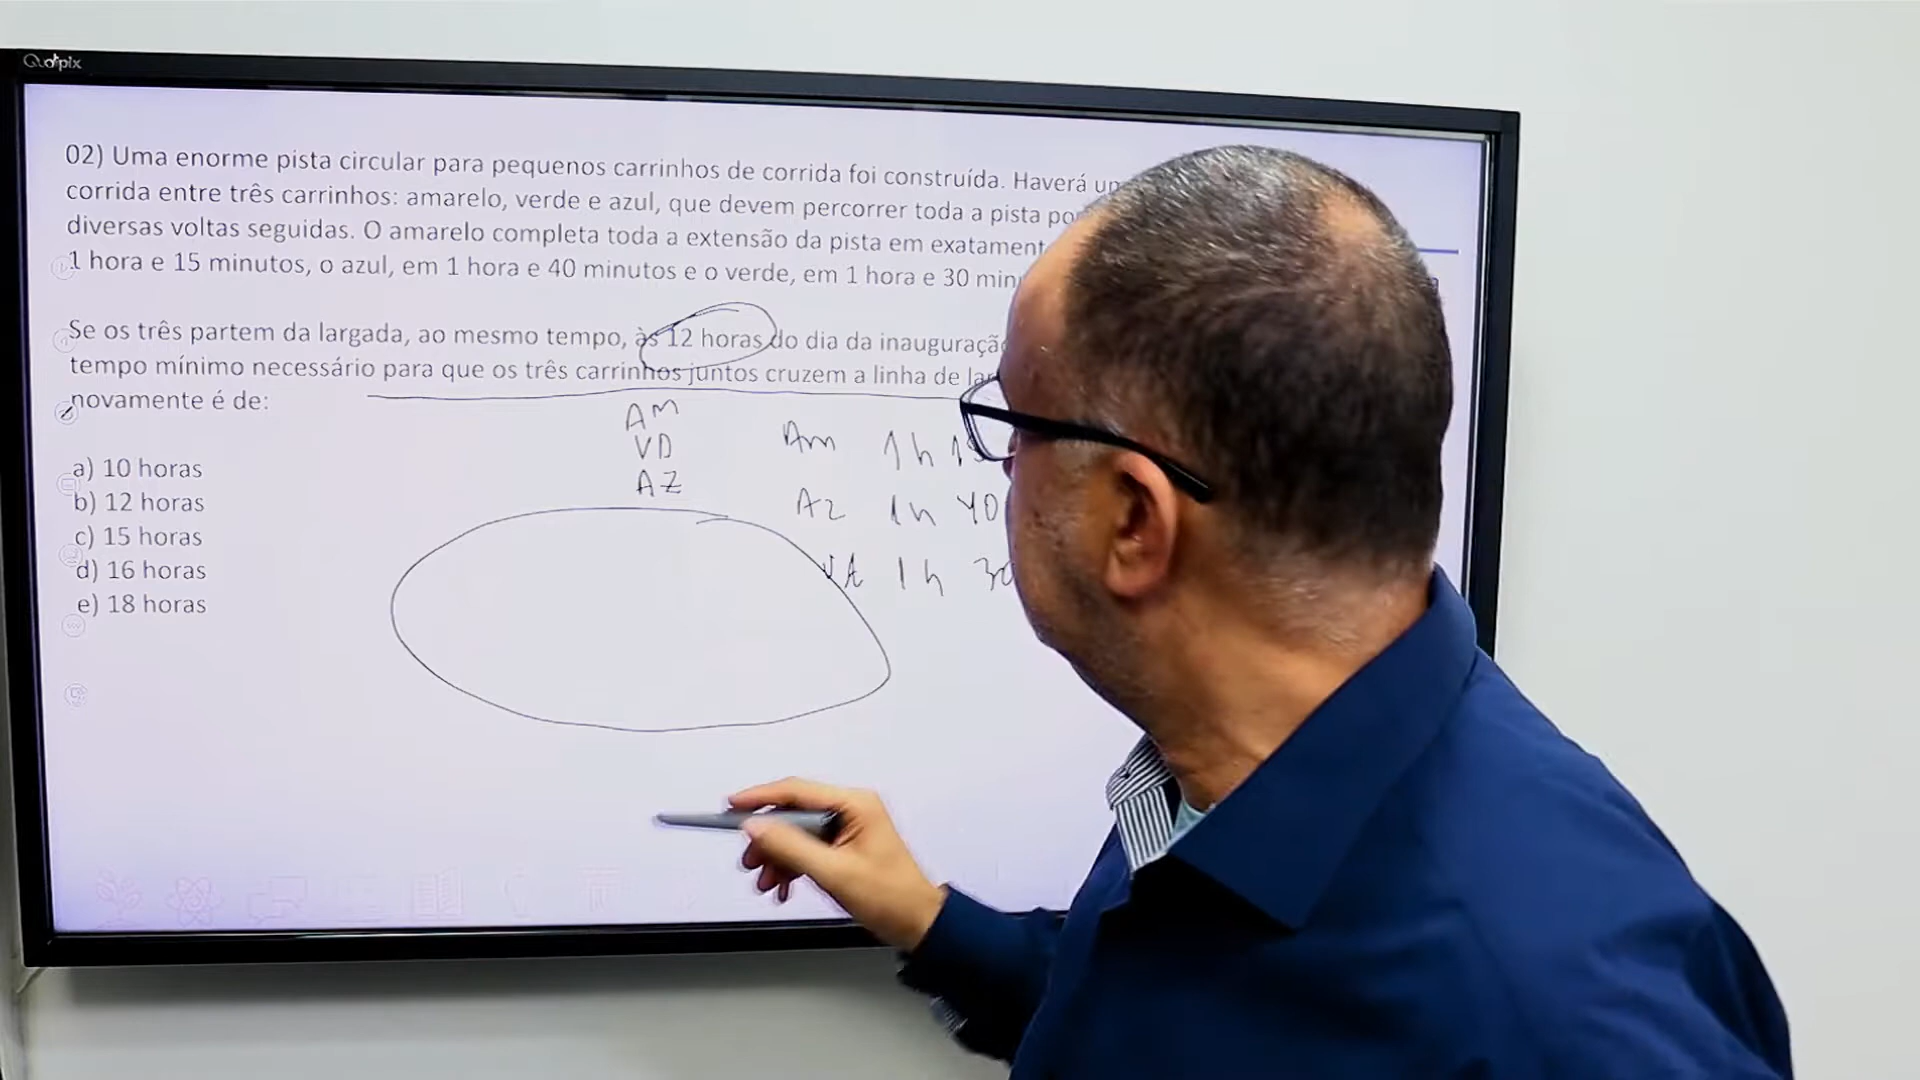 Quatpix
02) Uma enorme pista circular para pequenos carrinhos de corrida foi construída. Haverá
corrida entre três carrinhos: amarelo, verde e azul, que devem percorrer toda a pista
diversas voltas seguidas. O amarelo completa toda a extensão da pista em
1 hora e 15 minutos, o azul, em 1 hora e 40 minutos e o verde, em 1 hora e 30
Se os três partem da largada, ao mesmo tempo, às 12 horas do dia da
tempo mínimo necessário para que os três carrinhos juntos cruzem a linha de
novamente é de:
a) 10 horas
b) 12 horas
c) 15 horas
d) 16 horas
e) 18 horas
AM
VD
AZ
Am 1h
Az 1h 40
1h 30